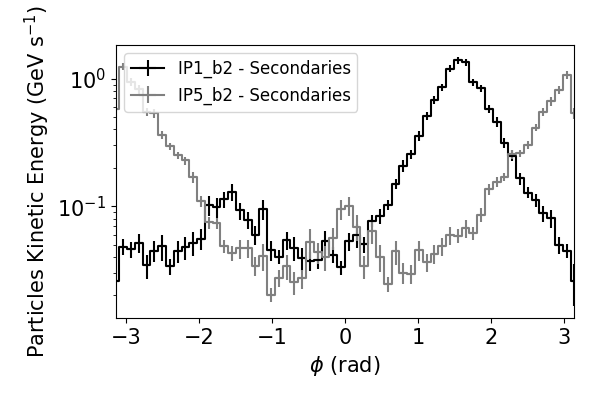 Particles Kinetic Energy (GeV s⁻¹)
10⁰
10⁻¹
IP1_b2 - Secondaries
IP5_b2 - Secondaries
−3 −2 −1 0 1 2 3
ϕ (rad)